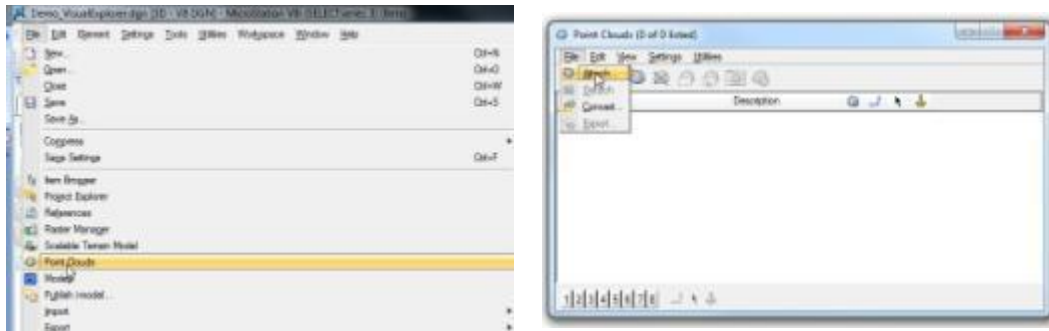 Demo_VisualExplorer.dgn [3D - V8 DGN] - MicroStation V8i (SELECTseries 3)
File Edit Element Settings Tools Utilities Workspace Window Help
New... Ctrl+N
Open... Ctrl+O
Close Ctrl+W
Save Ctrl+S
Save As...
Compress
Save Settings Ctrl+F
Item Browser
Project Explorer
References
Raster Manager
Scalable Terrain Model
Point Clouds
Models
Publish i-model...
Import
Export
Point Clouds (0 of 0 listed)
File Edit View Settings Utilities
Attach...
Detach
Description
Convert...
Export...
1 2 3 4 5 6 7 8